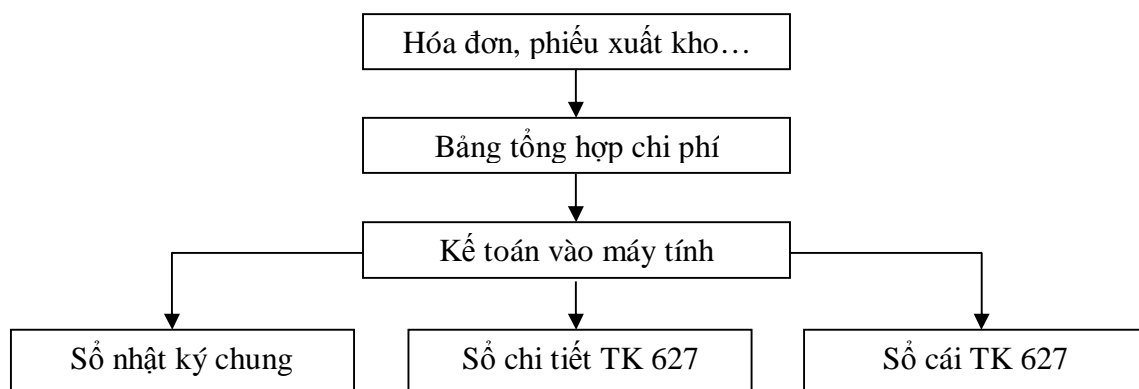 Hóa đơn, phiếu xuất kho…
Bảng tổng hợp chi phí
Kế toán vào máy tính
Sổ nhật ký chung
Sổ chi tiết TK 627
Sổ cái TK 627